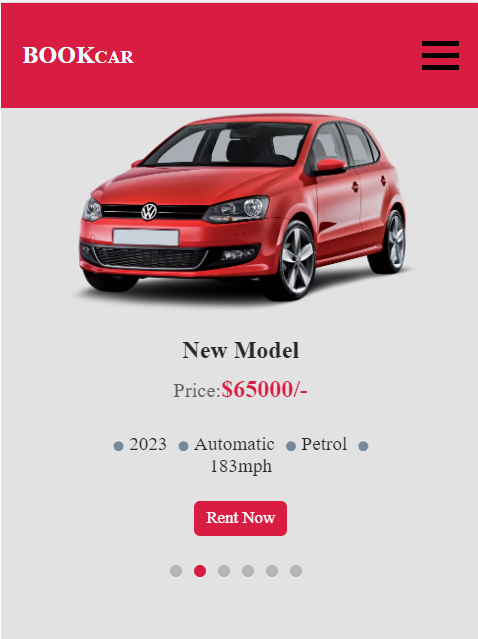 BOOKCAR
New Model
Price:$65000/-
2023 Automatic Petrol
183mph
Rent Now